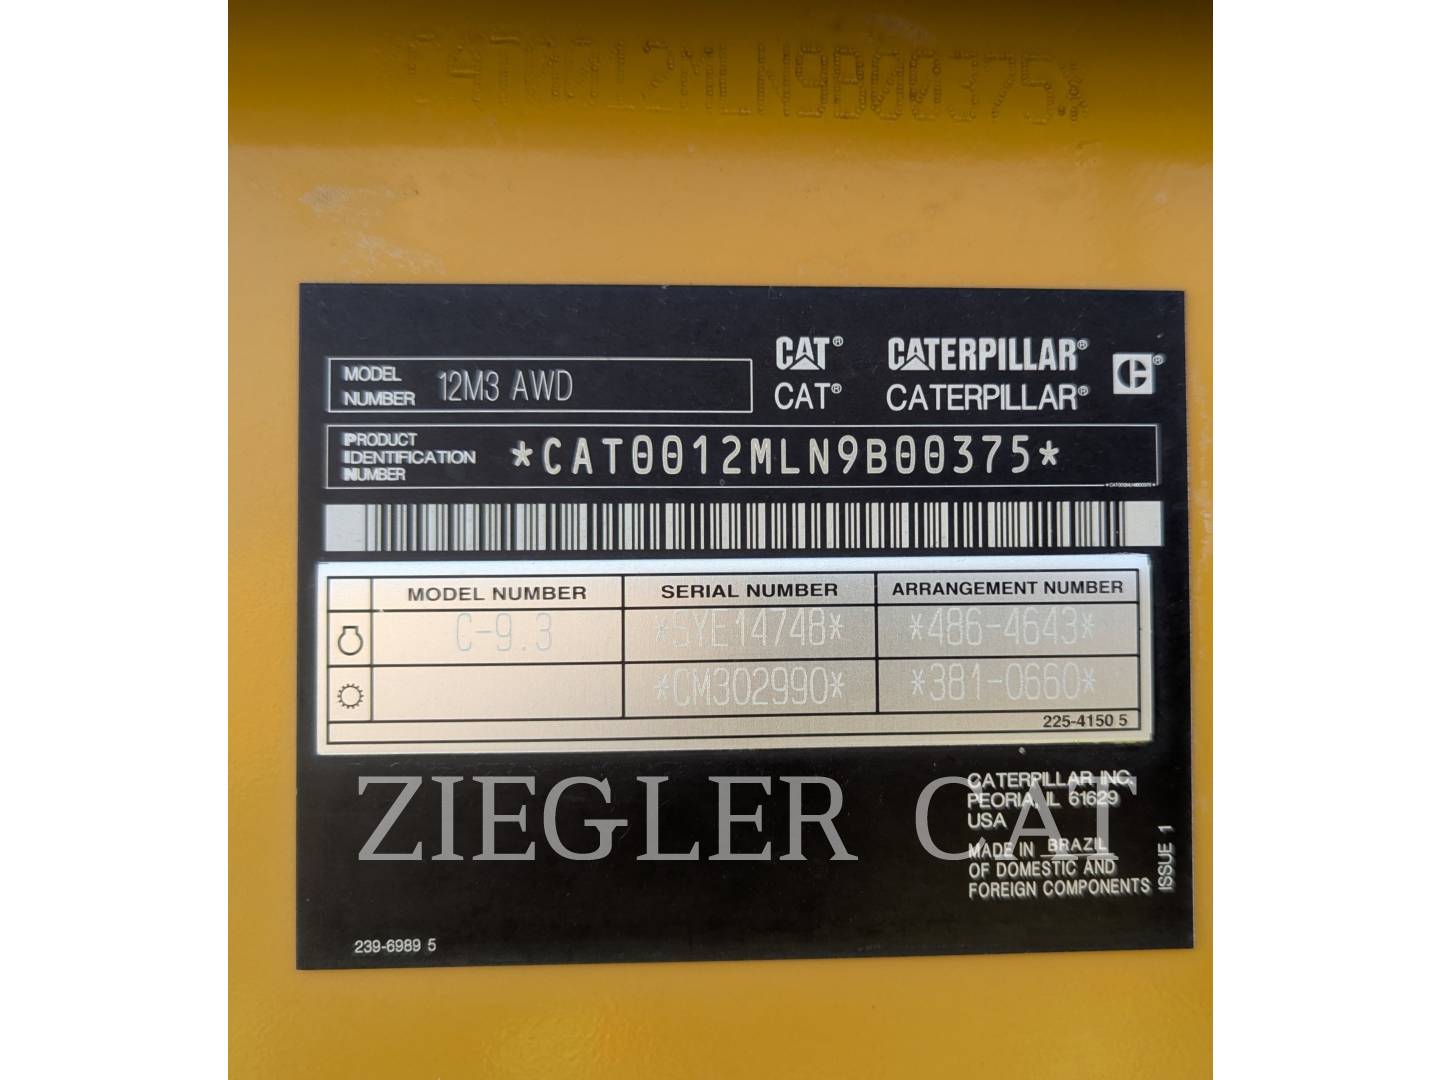 12MLN9B00375*
CAT® CATERPILLAR®
MODEL NUMBER 12M3 AWD
CAT® CATERPILLAR®
PRODUCT IDENTIFICATION NUMBER *CAT0012MLN9B00375*
MODEL NUMBER SERIAL NUMBER ARRANGEMENT NUMBER
C-9.3 *SYE14748* *486-4643*
*CM302990* *381-0660*
225-4150 5
ZIEGLER CAT
CATERPILLAR INC.
PEORIA, IL 61629
USA
MADE IN BRAZIL
OF DOMESTIC AND
FOREIGN COMPONENTS
ISSUE 1
239-6989 5